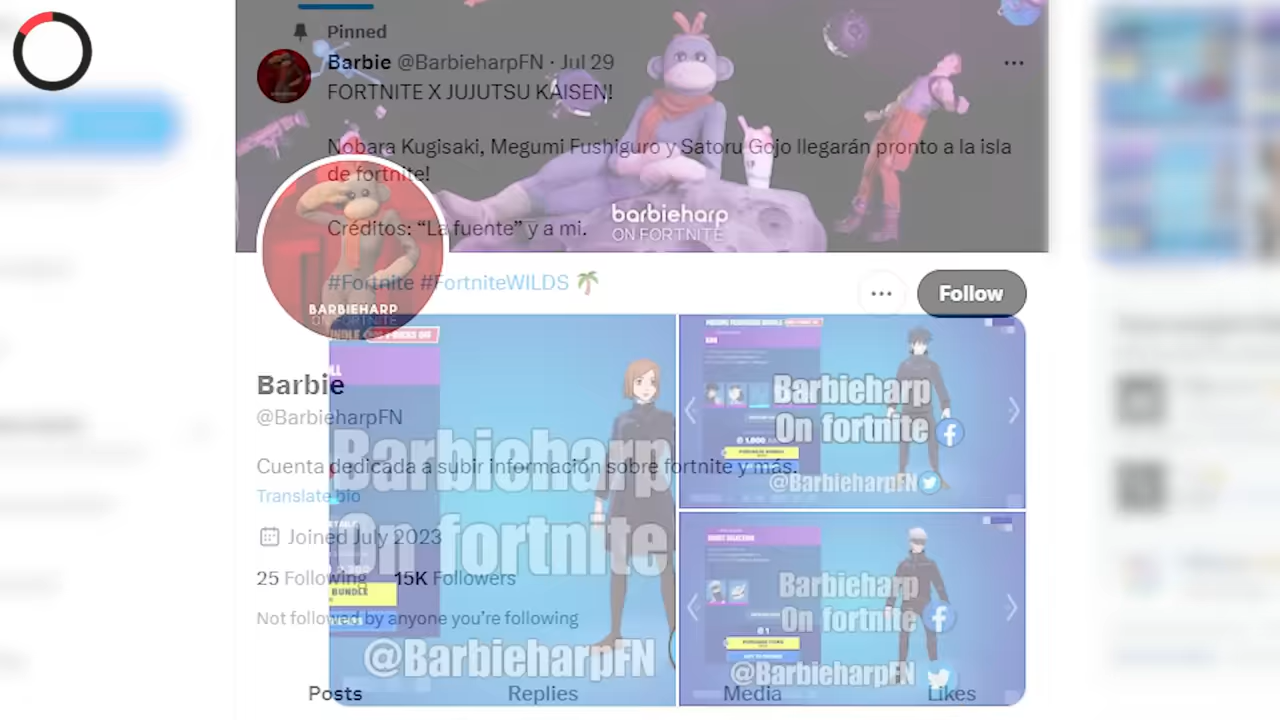 Pinned
Barbie @BarbieharpFN · Jul 29
FORTNITE X JUJUTSU KAISEN!
Nobara Kugisaki, Megumi Fushiguro y Satoru Gojo llegarán pronto a la isla
de fortnite!
barbieharp
ON FORTNITE
Créditos: “La fuente” y a mi.
#Fortnite #FortniteWILDS
Follow
BARBIEHARP
ON FORTNITE
Barbie
@BarbieharpFN
Cuenta dedicada a subir información sobre fortnite y más.
Translate bio
Joined July 2023
25 Following 15K Followers
Not followed by anyone you’re following
BUNDLE
Barbieharp
On fortnite
@BarbieharpFN
Barbieharp
On fortnite
@BarbieharpFN
Barbieharp
On fortnite
@BarbieharpFN
Posts Replies Media Likes